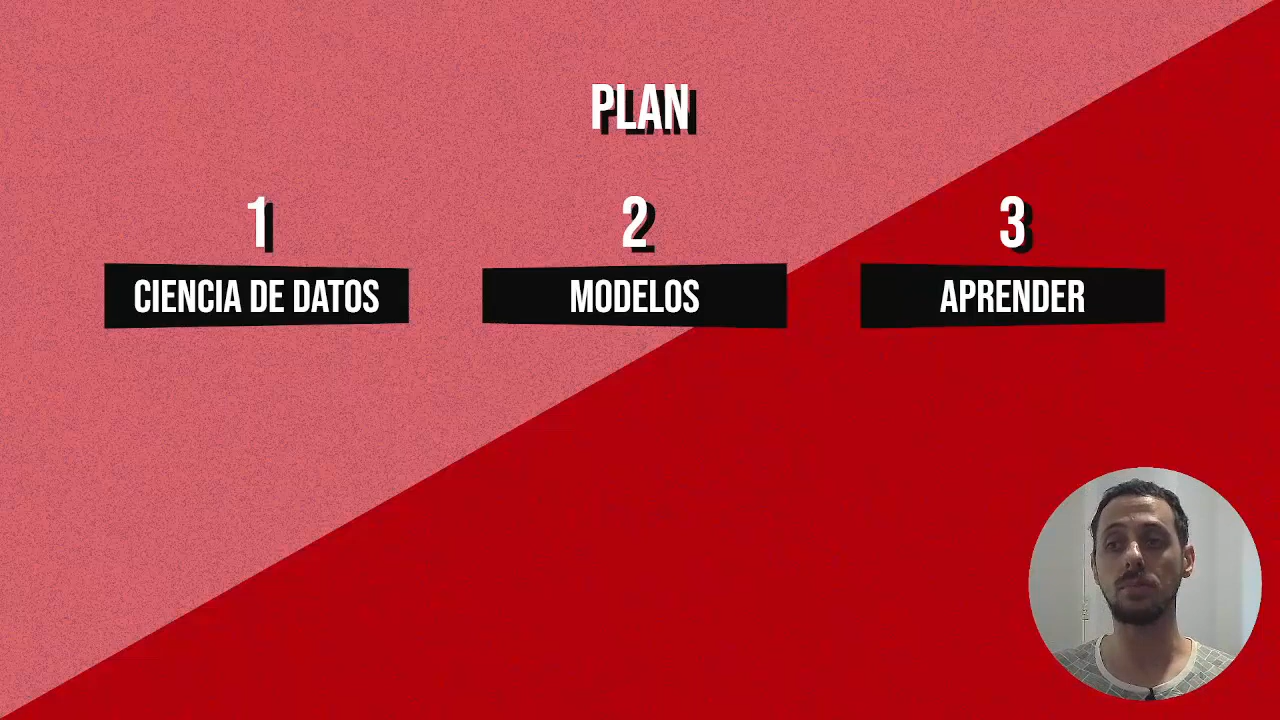 PLAN
1
CIENCIA DE DATOS
2
MODELOS
3
APRENDER